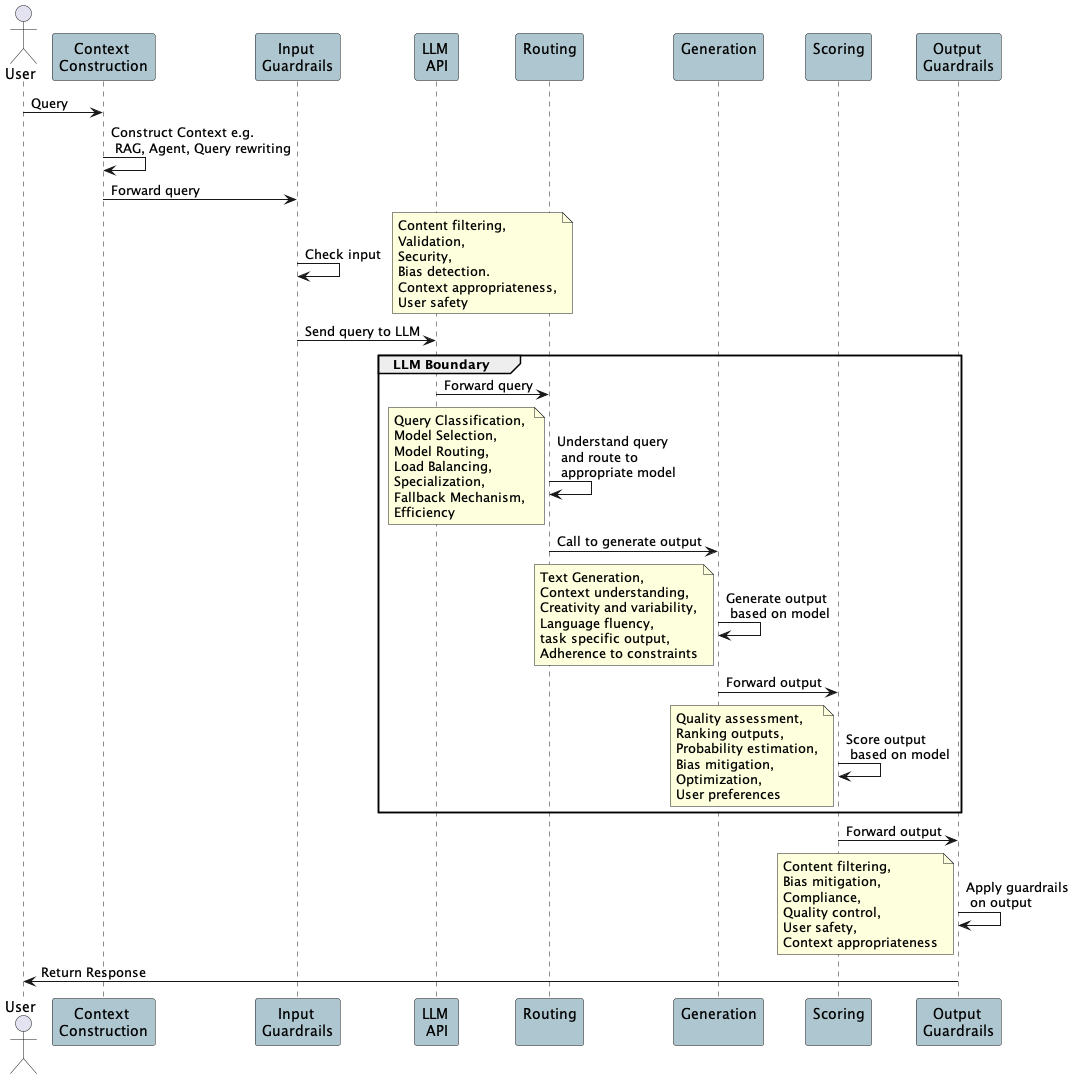 User
Context
Construction
Input
Guardrails
LLM
API
Routing
Generation
Scoring
Output
Guardrails
Query
Construct Context e.g.
RAG, Agent, Query rewriting
Forward query
Content filtering,
Validation,
Security,
Bias detection.
Context appropriateness,
User safety
Check input
Send query to LLM
LLM Boundary
Forward query
Query Classification,
Model Selection,
Model Routing,
Load Balancing,
Specialization,
Fallback Mechanism,
Efficiency
Understand query
and route to
appropriate model
Call to generate output
Text Generation,
Context understanding,
Creativity and variability,
Language fluency,
task specific output,
Adherence to constraints
Generate output
based on model
Forward output
Quality assessment,
Ranking outputs,
Probability estimation,
Bias mitigation,
Optimization,
User preferences
Score output
based on model
Forward output
Content filtering,
Bias mitigation,
Compliance,
Quality control,
User safety,
Context appropriateness
Apply guardrails
on output
Return Response
User
Context
Construction
Input
Guardrails
LLM
API
Routing
Generation
Scoring
Output
Guardrails